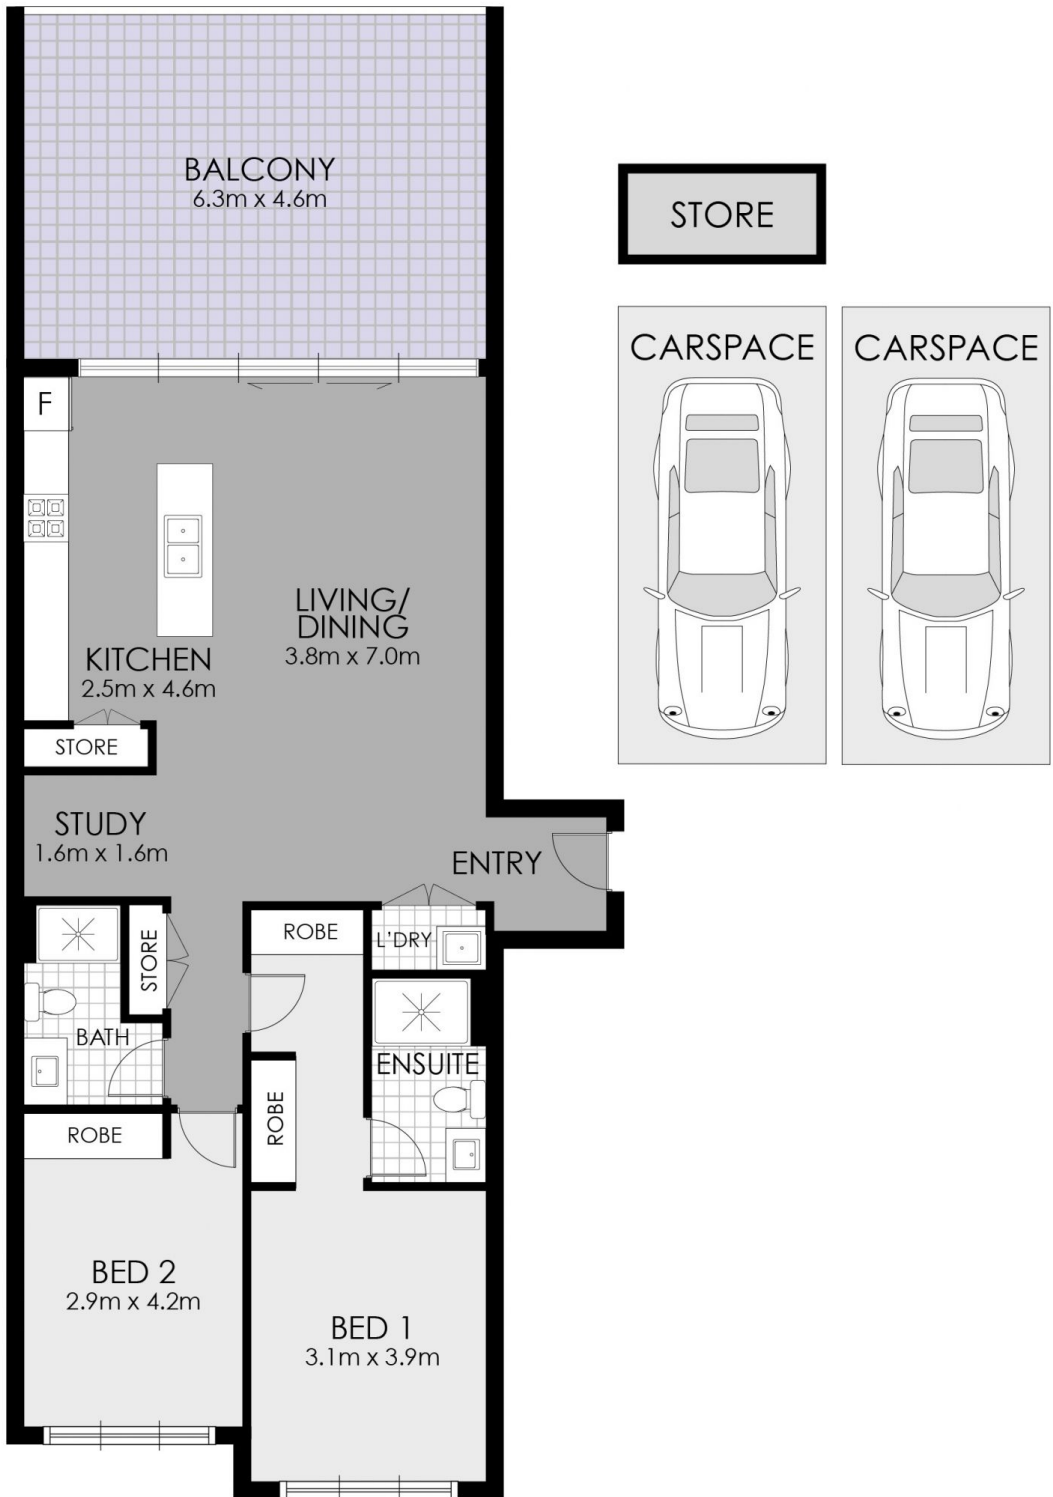 BALCONY
6.3m x 4.6m
STORE
CARSPACE
CARSPACE
F
LIVING/
DINING
3.8m x 7.0m
KITCHEN
2.5m x 4.6m
STORE
STUDY
1.6m x 1.6m
ENTRY
ROBE
L'DRY
STORE
BATH
ENSUITE
ROBE
ROBE
BED 2
2.9m x 4.2m
BED 1
3.1m x 3.9m